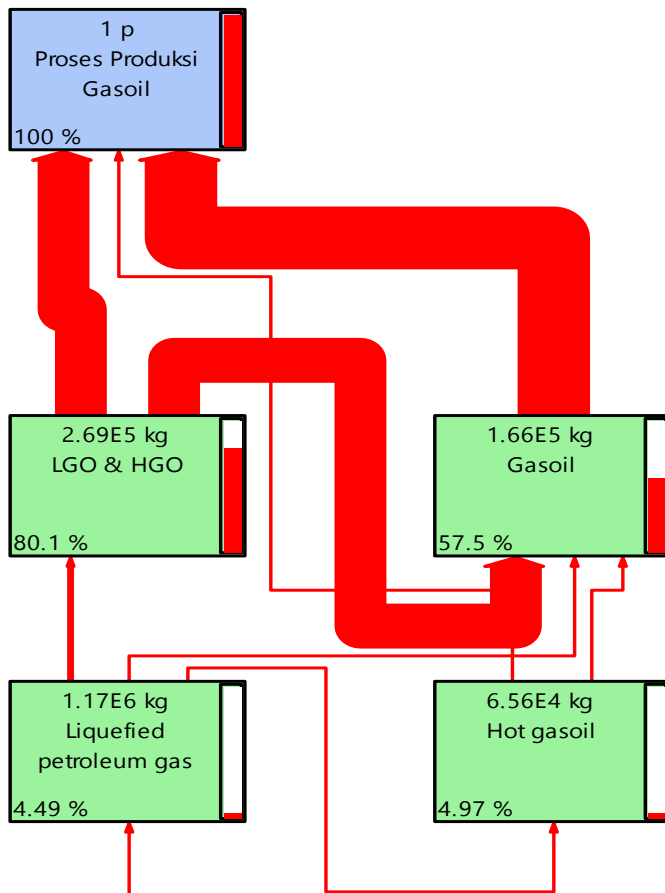 1 p
Proses Produksi
Gasoil
100 %
2.69E5 kg
LGO & HGO
80.1 %
1.66E5 kg
Gasoil
57.5 %
1.17E6 kg
Liquefied
petroleum gas
4.49 %
6.56E4 kg
Hot gasoil
4.97 %